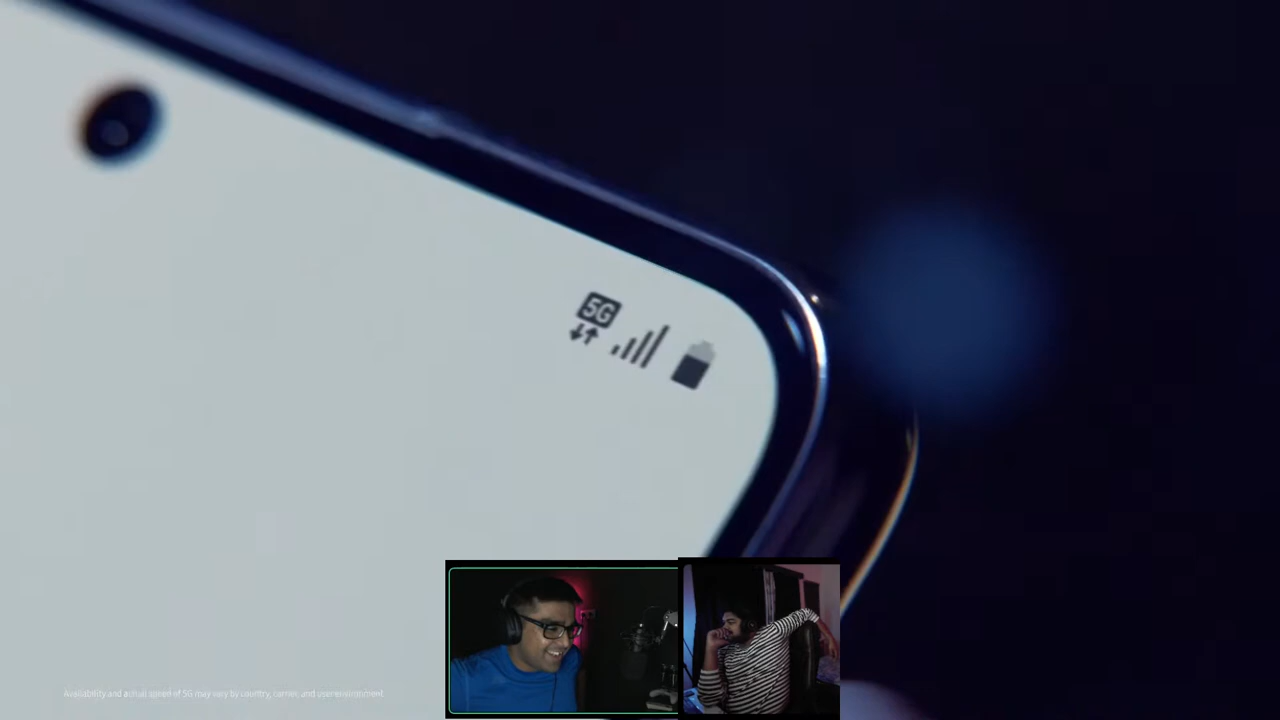 5G
Availability and actual speed of 5G may vary by country, carrier, and user environment.